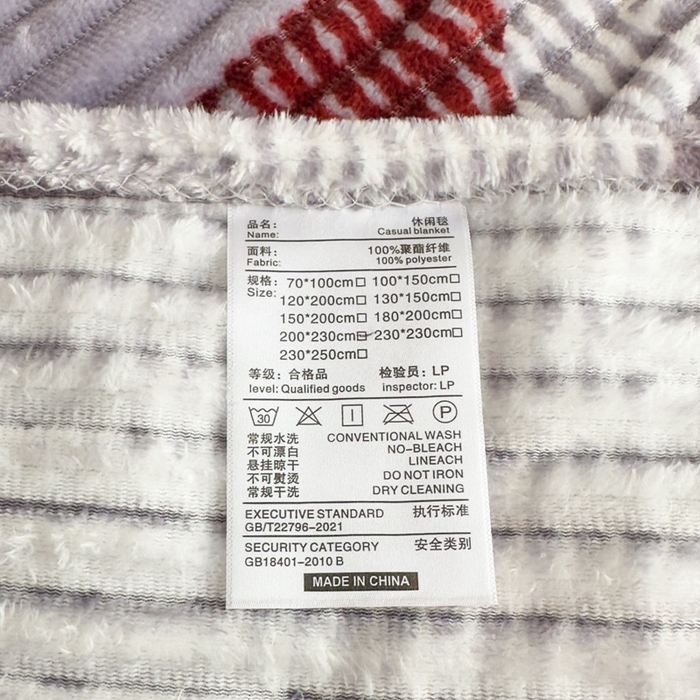 品名： 休闲毯
Name: Casual blanket
面料： 100%聚酯纤维
Fabric: 100% polyester
规格： 70*100cm□ 100*150cm□
Size: 120*200cm□ 130*150cm□
150*200cm□ 180*200cm□
200*230cm□ 230*230cm□
230*250cm□
等级：合格品 检验员：LP
level: Qualified goods inspector: LP
30 P
常规水洗 CONVENTIONAL WASH
不可漂白 NO-BLEACH
悬挂晾干 LINEACH
不可熨烫 DO NOT IRON
常规干洗 DRY CLEANING
EXECUTIVE STANDARD 执行标准
GB/T22796-2021
SECURITY CATEGORY 安全类别
GB18401-2010 B
MADE IN CHINA